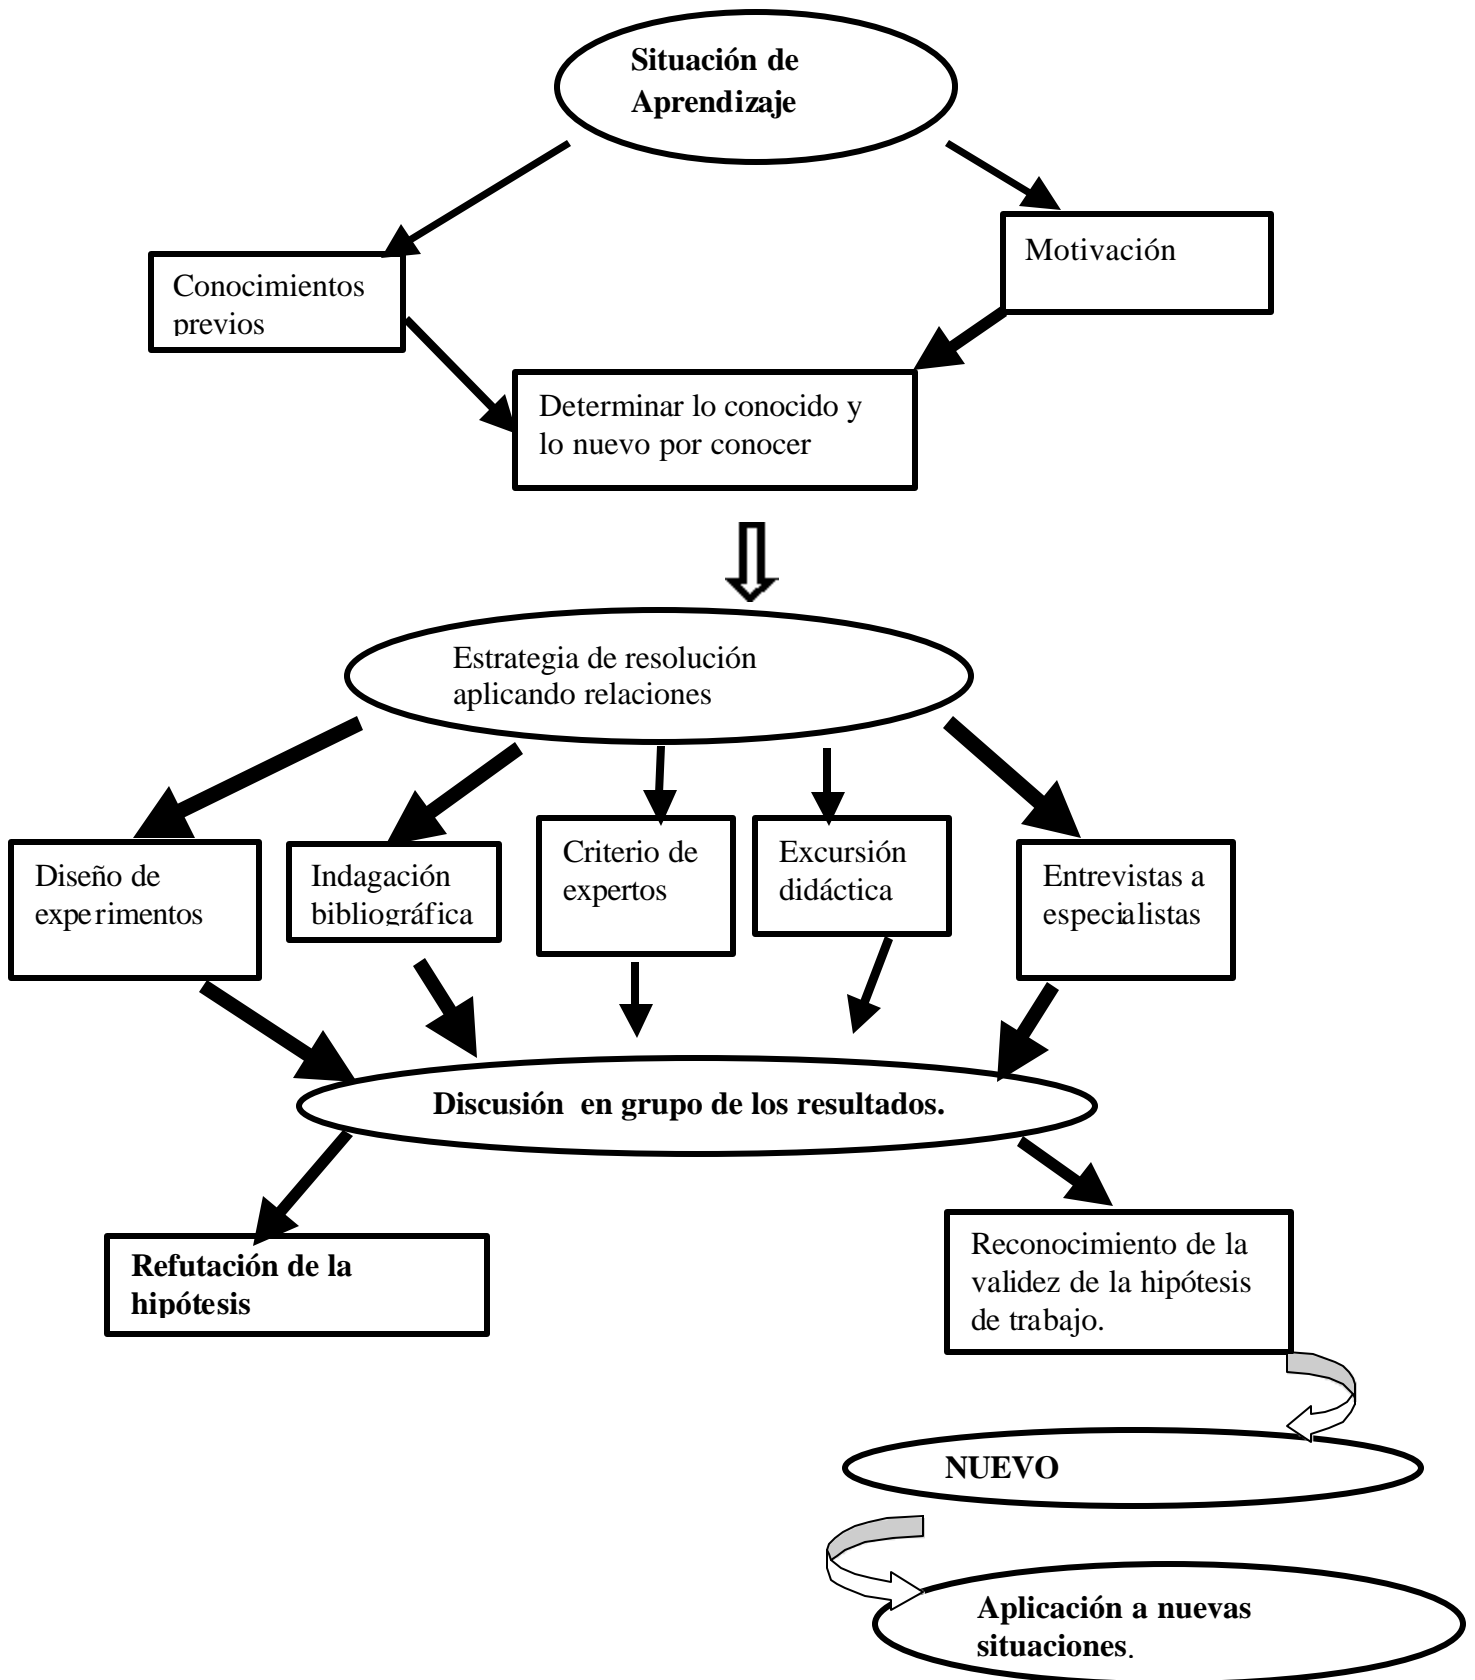 Situación de
Aprendizaje
Motivación
Conocimientos
previos
Determinar lo conocido y
lo nuevo por conocer
Estrategia de resolución
aplicando relaciones
Diseño de
experimentos
Indagación
bibliográfica
Criterio de
expertos
Excursión
didáctica
Entrevistas a
especialistas
Discusión  en grupo de los resultados.
Refutación de la
hipótesis
Reconocimiento de la
validez de la hipótesis
de trabajo.
NUEVO
Aplicación a nuevas
situaciones.